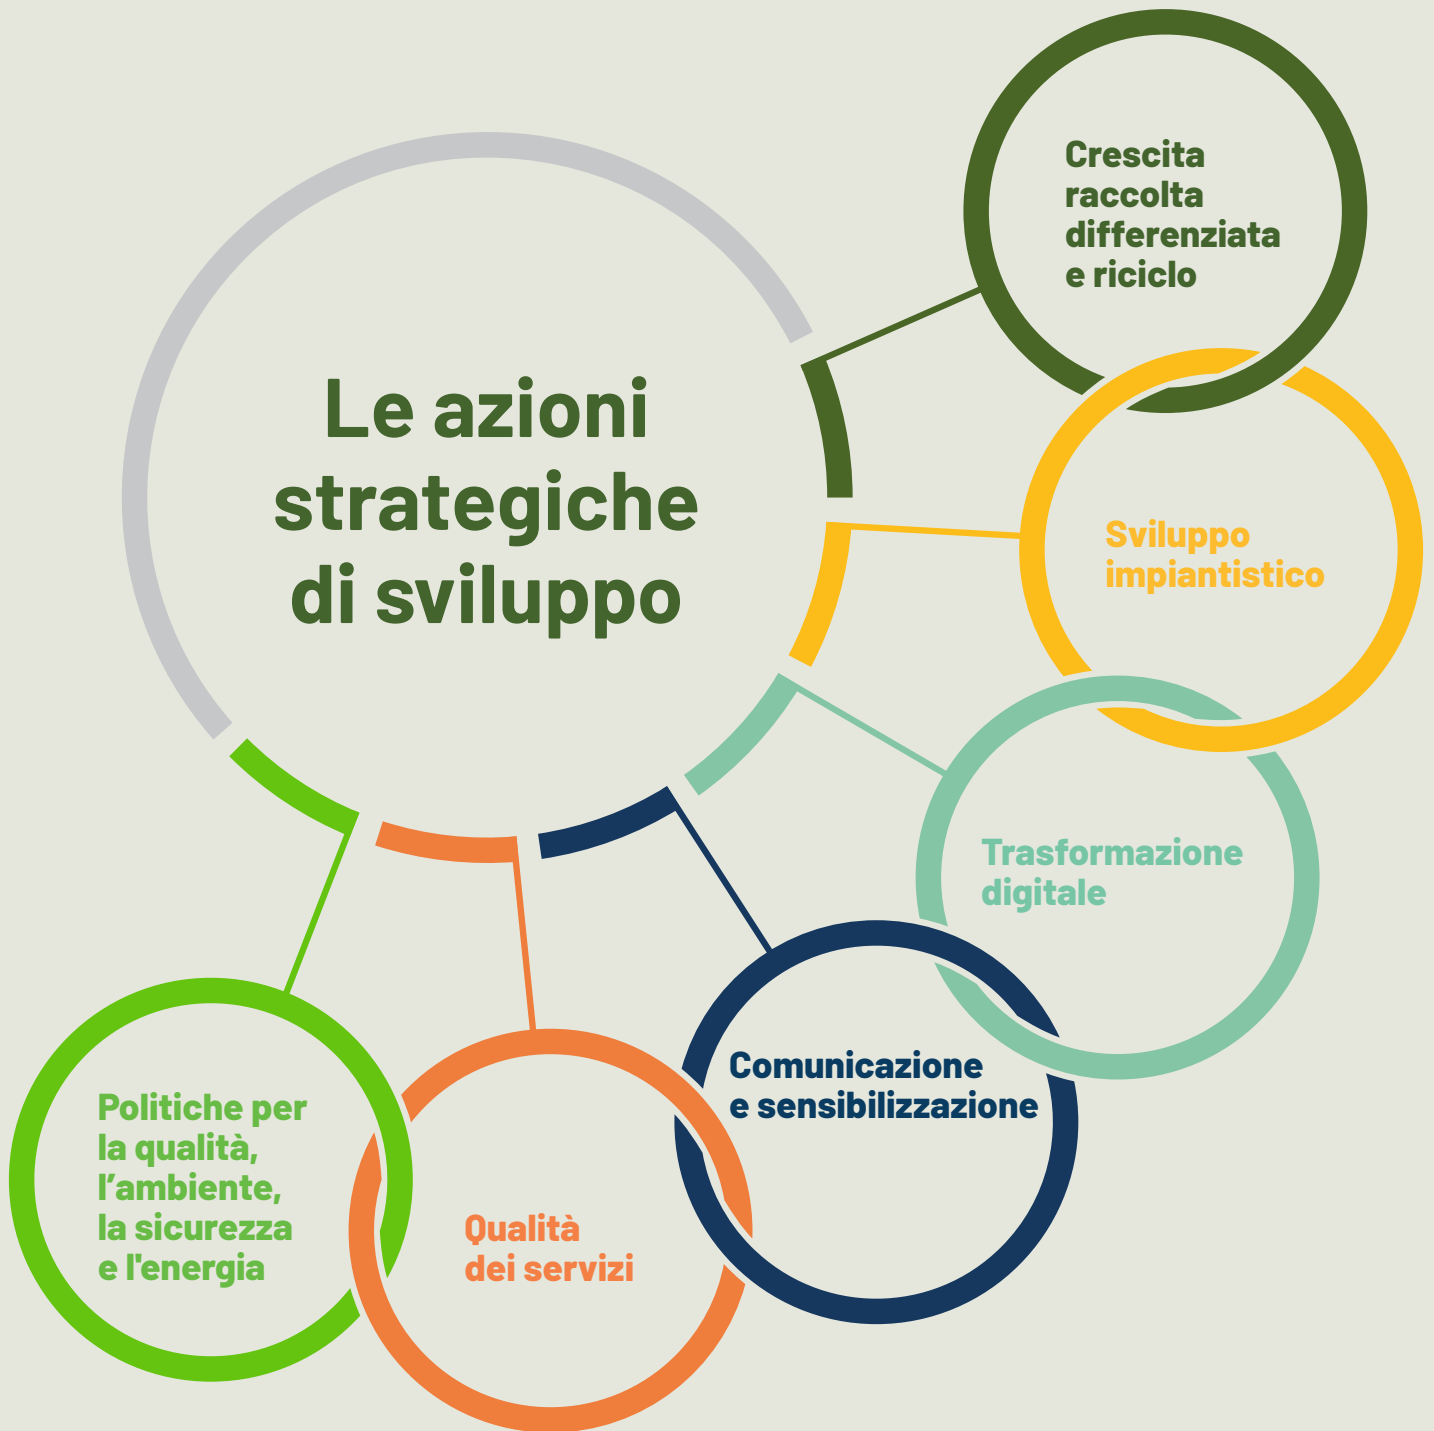 Le azioni
strategiche
di sviluppo
Crescita
raccolta
differenziata
e riciclo
Sviluppo
impiantistico
Trasformazione
digitale
Comunicazione
e sensibilizzazione
Qualità
dei servizi
Politiche per
la qualità,
l’ambiente,
la sicurezza
e l'energia